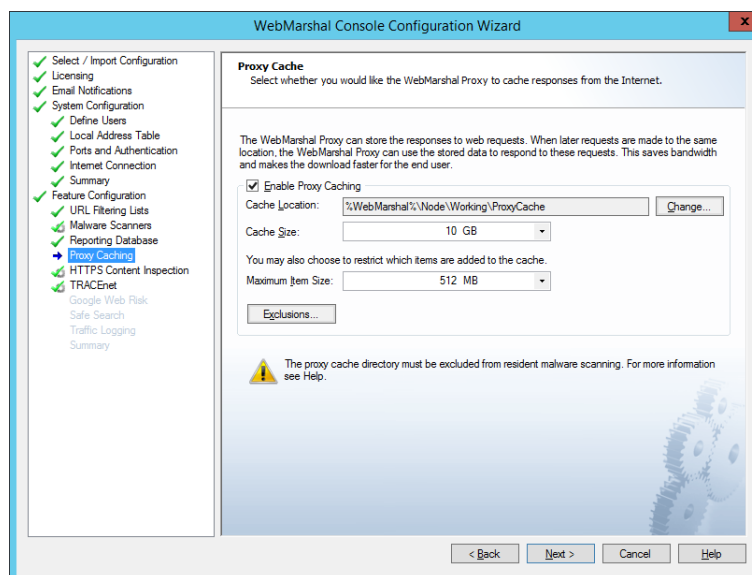 WebMarshal Console Configuration Wizard
x
Select / Import Configuration
Licensing
Email Notifications
System Configuration
Define Users
Local Address Table
Ports and Authentication
Internet Connection
Summary
Feature Configuration
URL Filtering Lists
Malware Scanners
Reporting Database
Proxy Caching
HTTPS Content Inspection
TRACEnet
Google Web Risk
Safe Search
Traffic Logging
Summary
Proxy Cache
Select whether you would like the WebMarshal Proxy to cache responses from the Internet.
The WebMarshal Proxy can store the responses to web requests. When later requests are made to the same
location, the WebMarshal Proxy can use the stored data to respond to these requests. This saves bandwidth
and makes the download faster for the end user.
Enable Proxy Caching
Cache Location: %WebMarshal%\Node\Working\ProxyCache Change...
Cache Size: 10 GB
You may also choose to restrict which items are added to the cache.
Maximum Item Size: 512 MB
Exclusions...
The proxy cache directory must be excluded from resident malware scanning. For more information
see Help.
< Back Next > Cancel Help